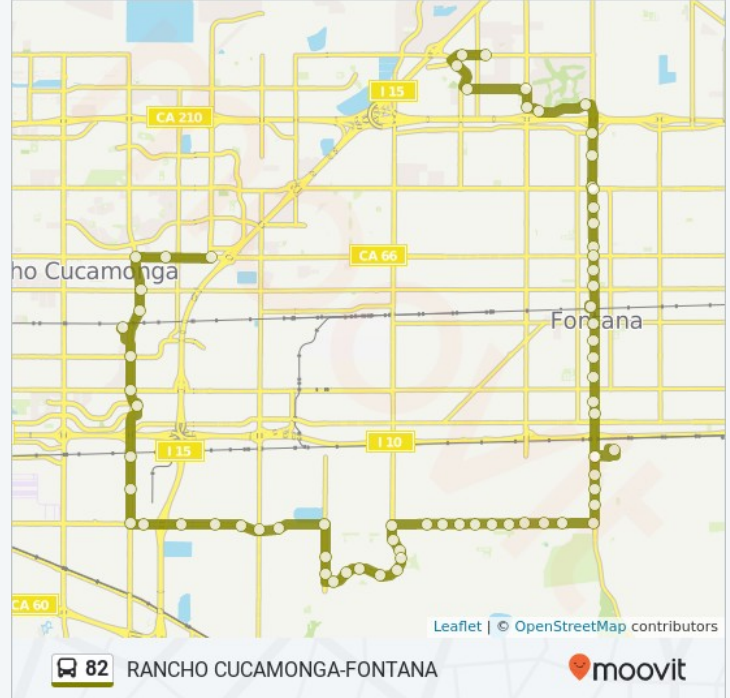 I 15
CA 210
CA 66
ho Cucamonga
Fontana
I 10
I 15
CA 60
Leaflet | © OpenStreetMap contributors
82 RANCHO CUCAMONGA-FONTANA
moovit